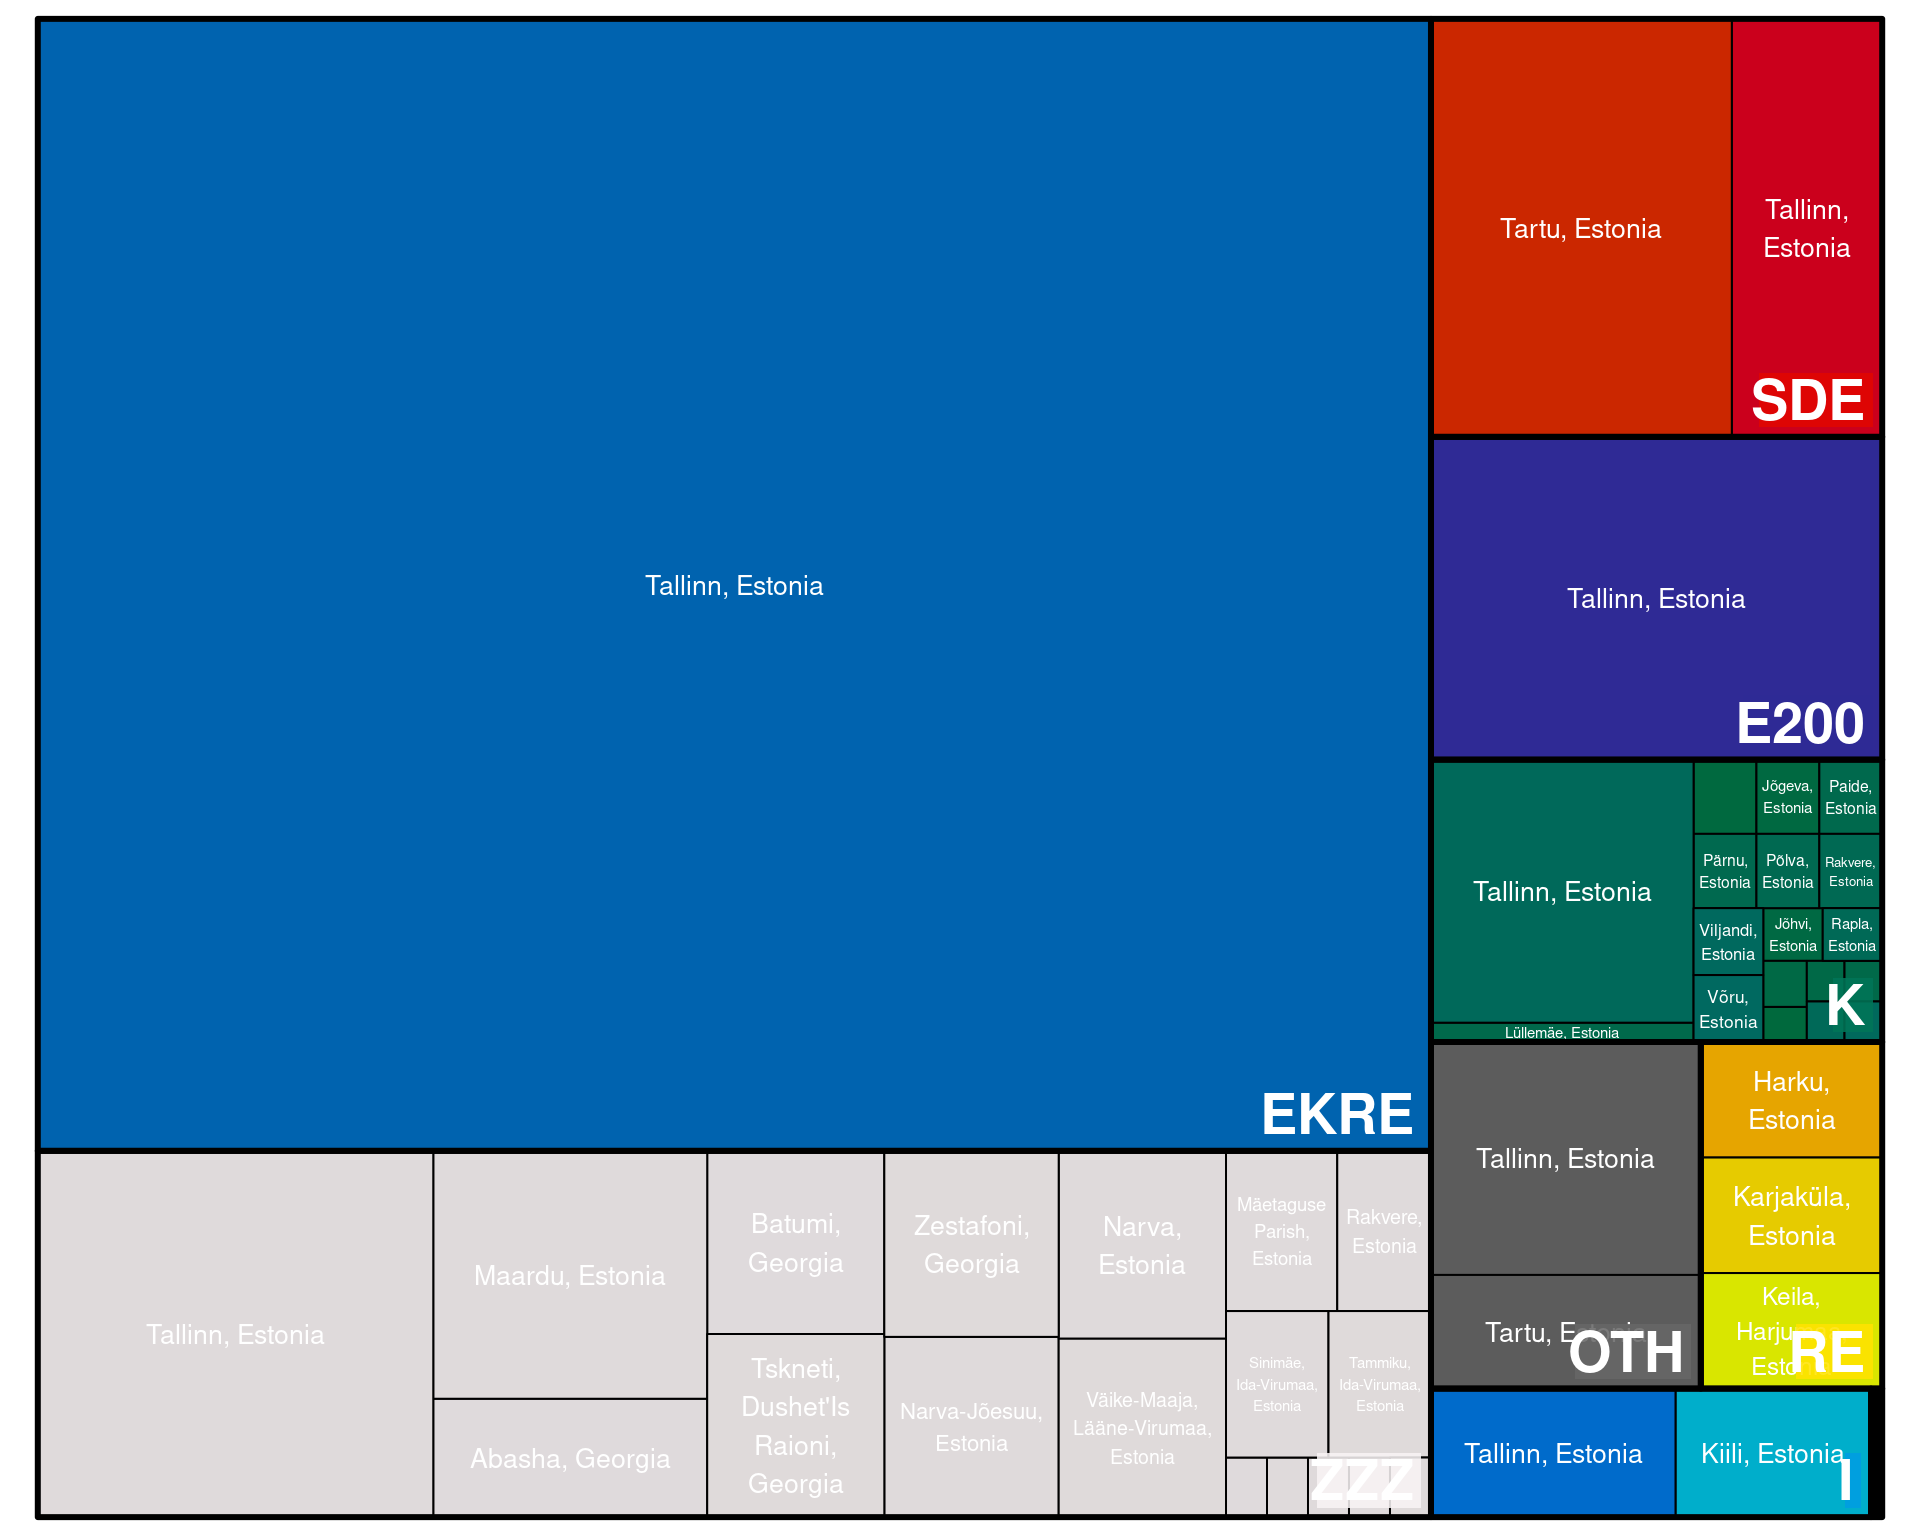 Tallinn, Estonia
EKRE
Tartu, Estonia
Tallinn,
Estonia
SDE
Tallinn, Estonia
E200
Tallinn, Estonia
Jõgeva,
Estonia
Paide,
Estonia
Pärnu,
Estonia
Põlva,
Estonia
Rakvere,
Estonia
Viljandi,
Estonia
Jõhvi,
Estonia
Rapla,
Estonia
Võru,
Estonia
Lüllemäe, Estonia
K
Tallinn, Estonia
Tartu, Estonia
OTH
Harku,
Estonia
Karjaküla,
Estonia
Keila,
RE
Tallinn, Estonia
Kiili, Estonia
I
Tallinn, Estonia
Maardu, Estonia
Abasha, Georgia
Batumi,
Georgia
Tskneti,
Dushet'Is
Raioni,
Georgia
Zestafoni,
Georgia
Narva-Jõesuu,
Estonia
Narva,
Estonia
Väike-Maaja,
Lääne-Virumaa,
Estonia
Mäetaguse
Parish,
Estonia
Rakvere,
Estonia
Sinimäe,
Ida-Virumaa,
Estonia
Tammiku,
Ida-Virumaa,
Estonia
ZZZ